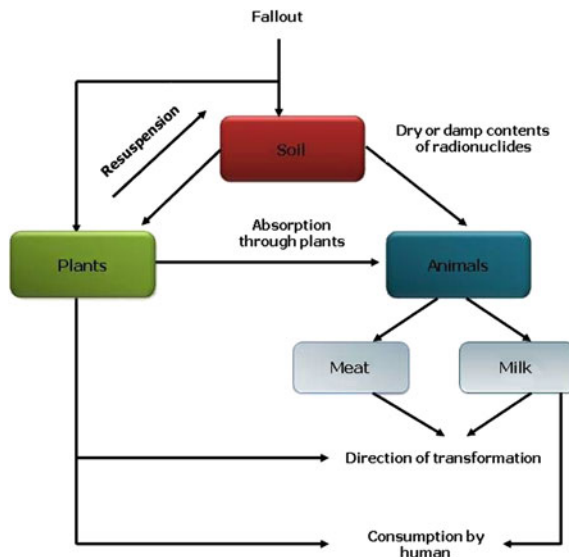 Fallout
Resuspension
Soil
Dry or damp contents
of radionuclides
Absorption
through plants
Plants
Animals
Meat
Milk
Direction of transformation
Consumption by
human